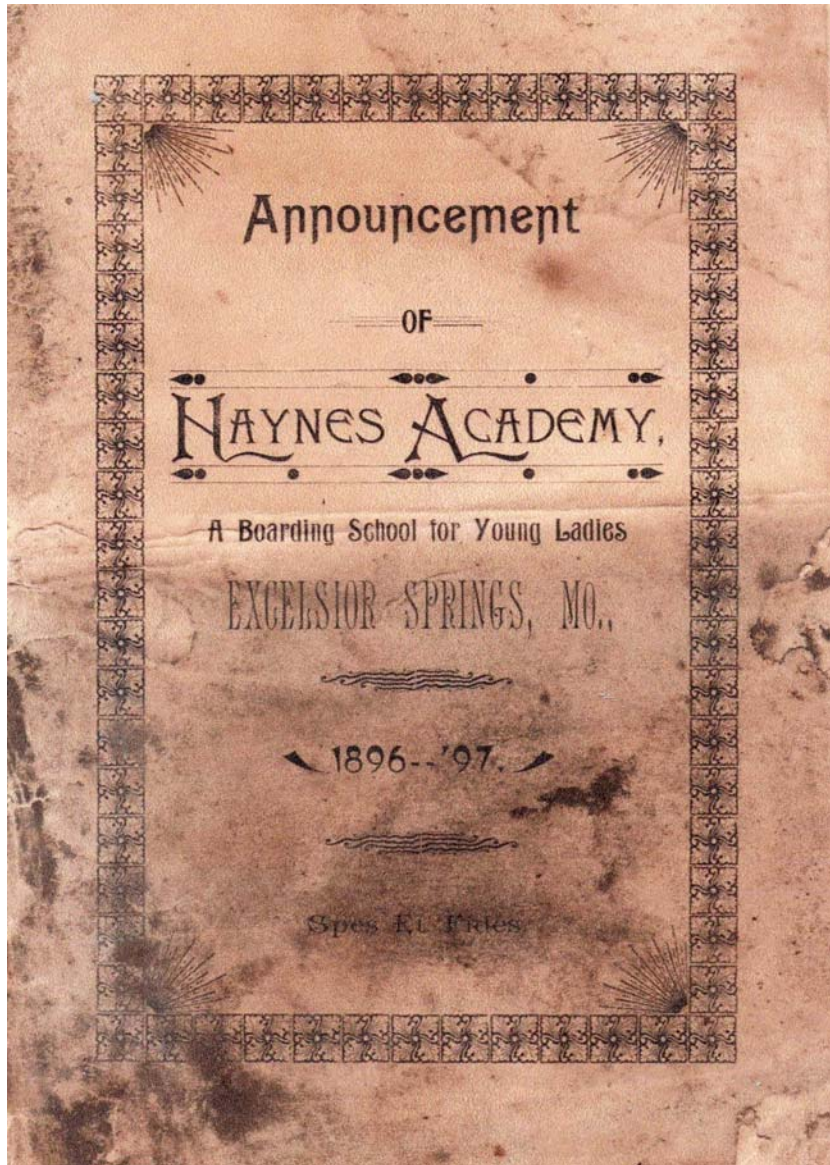 Announcement
OF
HAYNES ACADEMY,
A Boarding School for Young Ladies
EXCELSIOR SPRINGS, MO.,
1896--'97.
Spes Et Fides